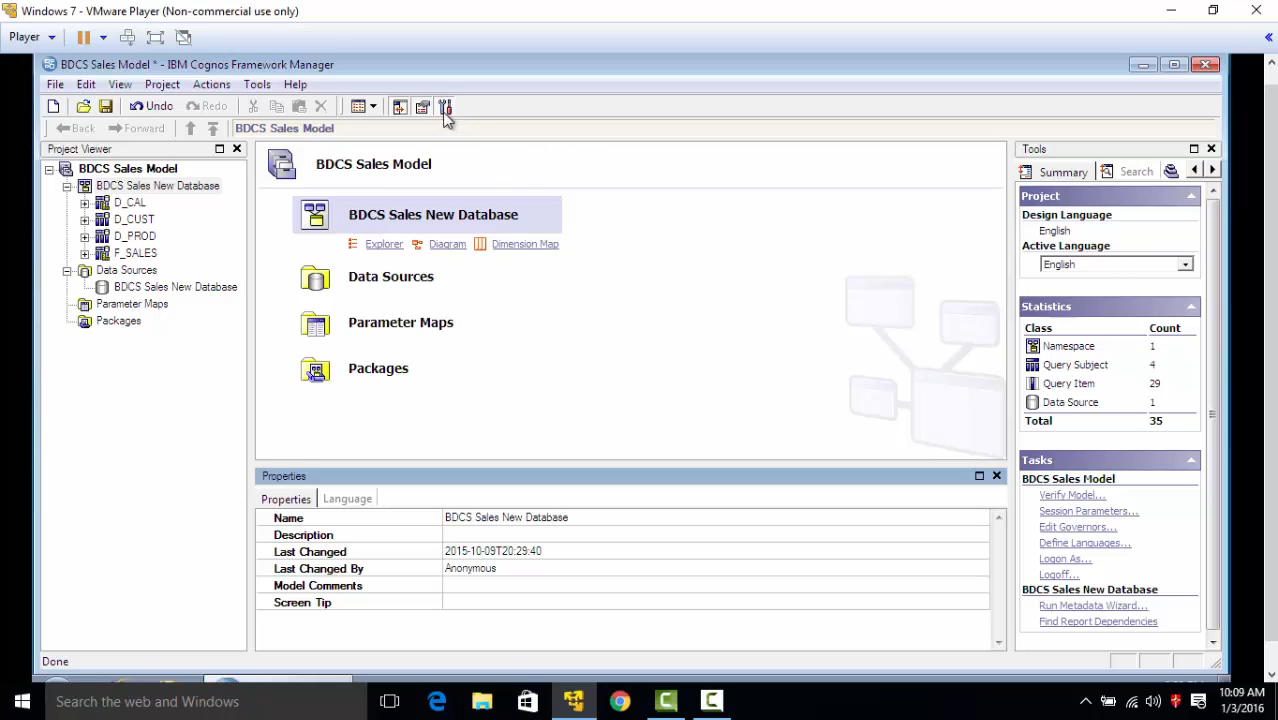 Windows 7 - VMware Player (Non-commercial use only)
Player
BDCS Sales Model * - IBM Cognos Framework Manager
File Edit View Project Actions Tools Help
Undo Redo
Back Forward BDCS Sales Model
Project Viewer
BDCS Sales Model
BDCS Sales New Database
D_CAL
D_CUST
D_PROD
F_SALES
Data Sources
BDCS Sales New Database
Parameter Maps
Packages
BDCS Sales Model
BDCS Sales New Database
Explorer Diagram Dimension Map
Data Sources
Parameter Maps
Packages
Properties
Properties Language
Name BDCS Sales New Database
Description
Last Changed 2015-10-09T20:29:40
Last Changed By Anonymous
Model Comments
Screen Tip
Tools
Summary Search
Project
Design Language
English
Active Language
English
Statistics
Class Count
Namespace 1
Query Subject 4
Query Item 29
Data Source 1
Total 35
Tasks
BDCS Sales Model
Verify Model...
Session Parameters...
Edit Governors...
Define Languages...
Logon As...
Logoff...
BDCS Sales New Database
Run Metadata Wizard...
Find Report Dependencies
Done
Search the web and Windows
10:09 AM
1/3/2016